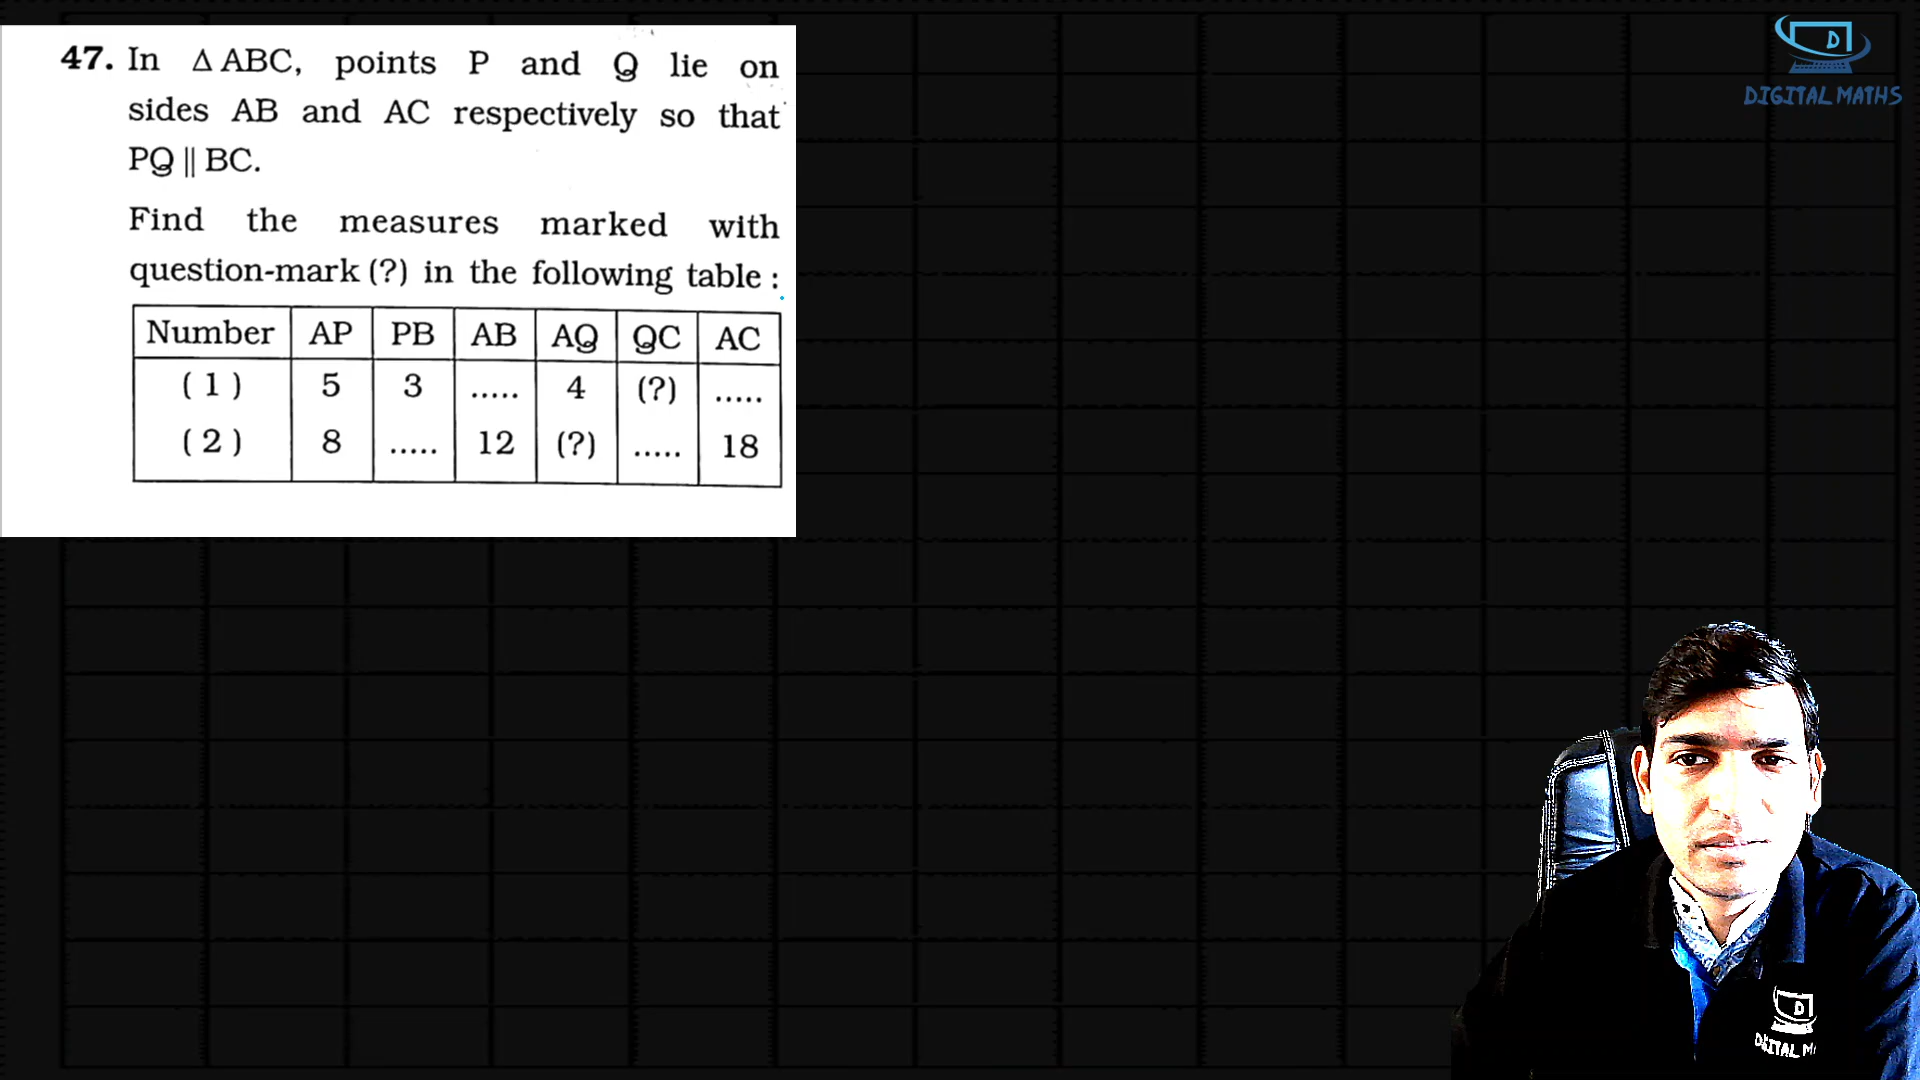 47. In Δ ABC, points P and Q lie on
sides AB and AC respectively so that
PQ || BC.
Find the measures marked with
question-mark (?) in the following table :
Number AP PB AB AQ QC AC
( 1 ) 5 3 ..... 4 (?) .....
( 2 ) 8 ..... 12 (?) ..... 18
D
DIGITAL MATHS
D